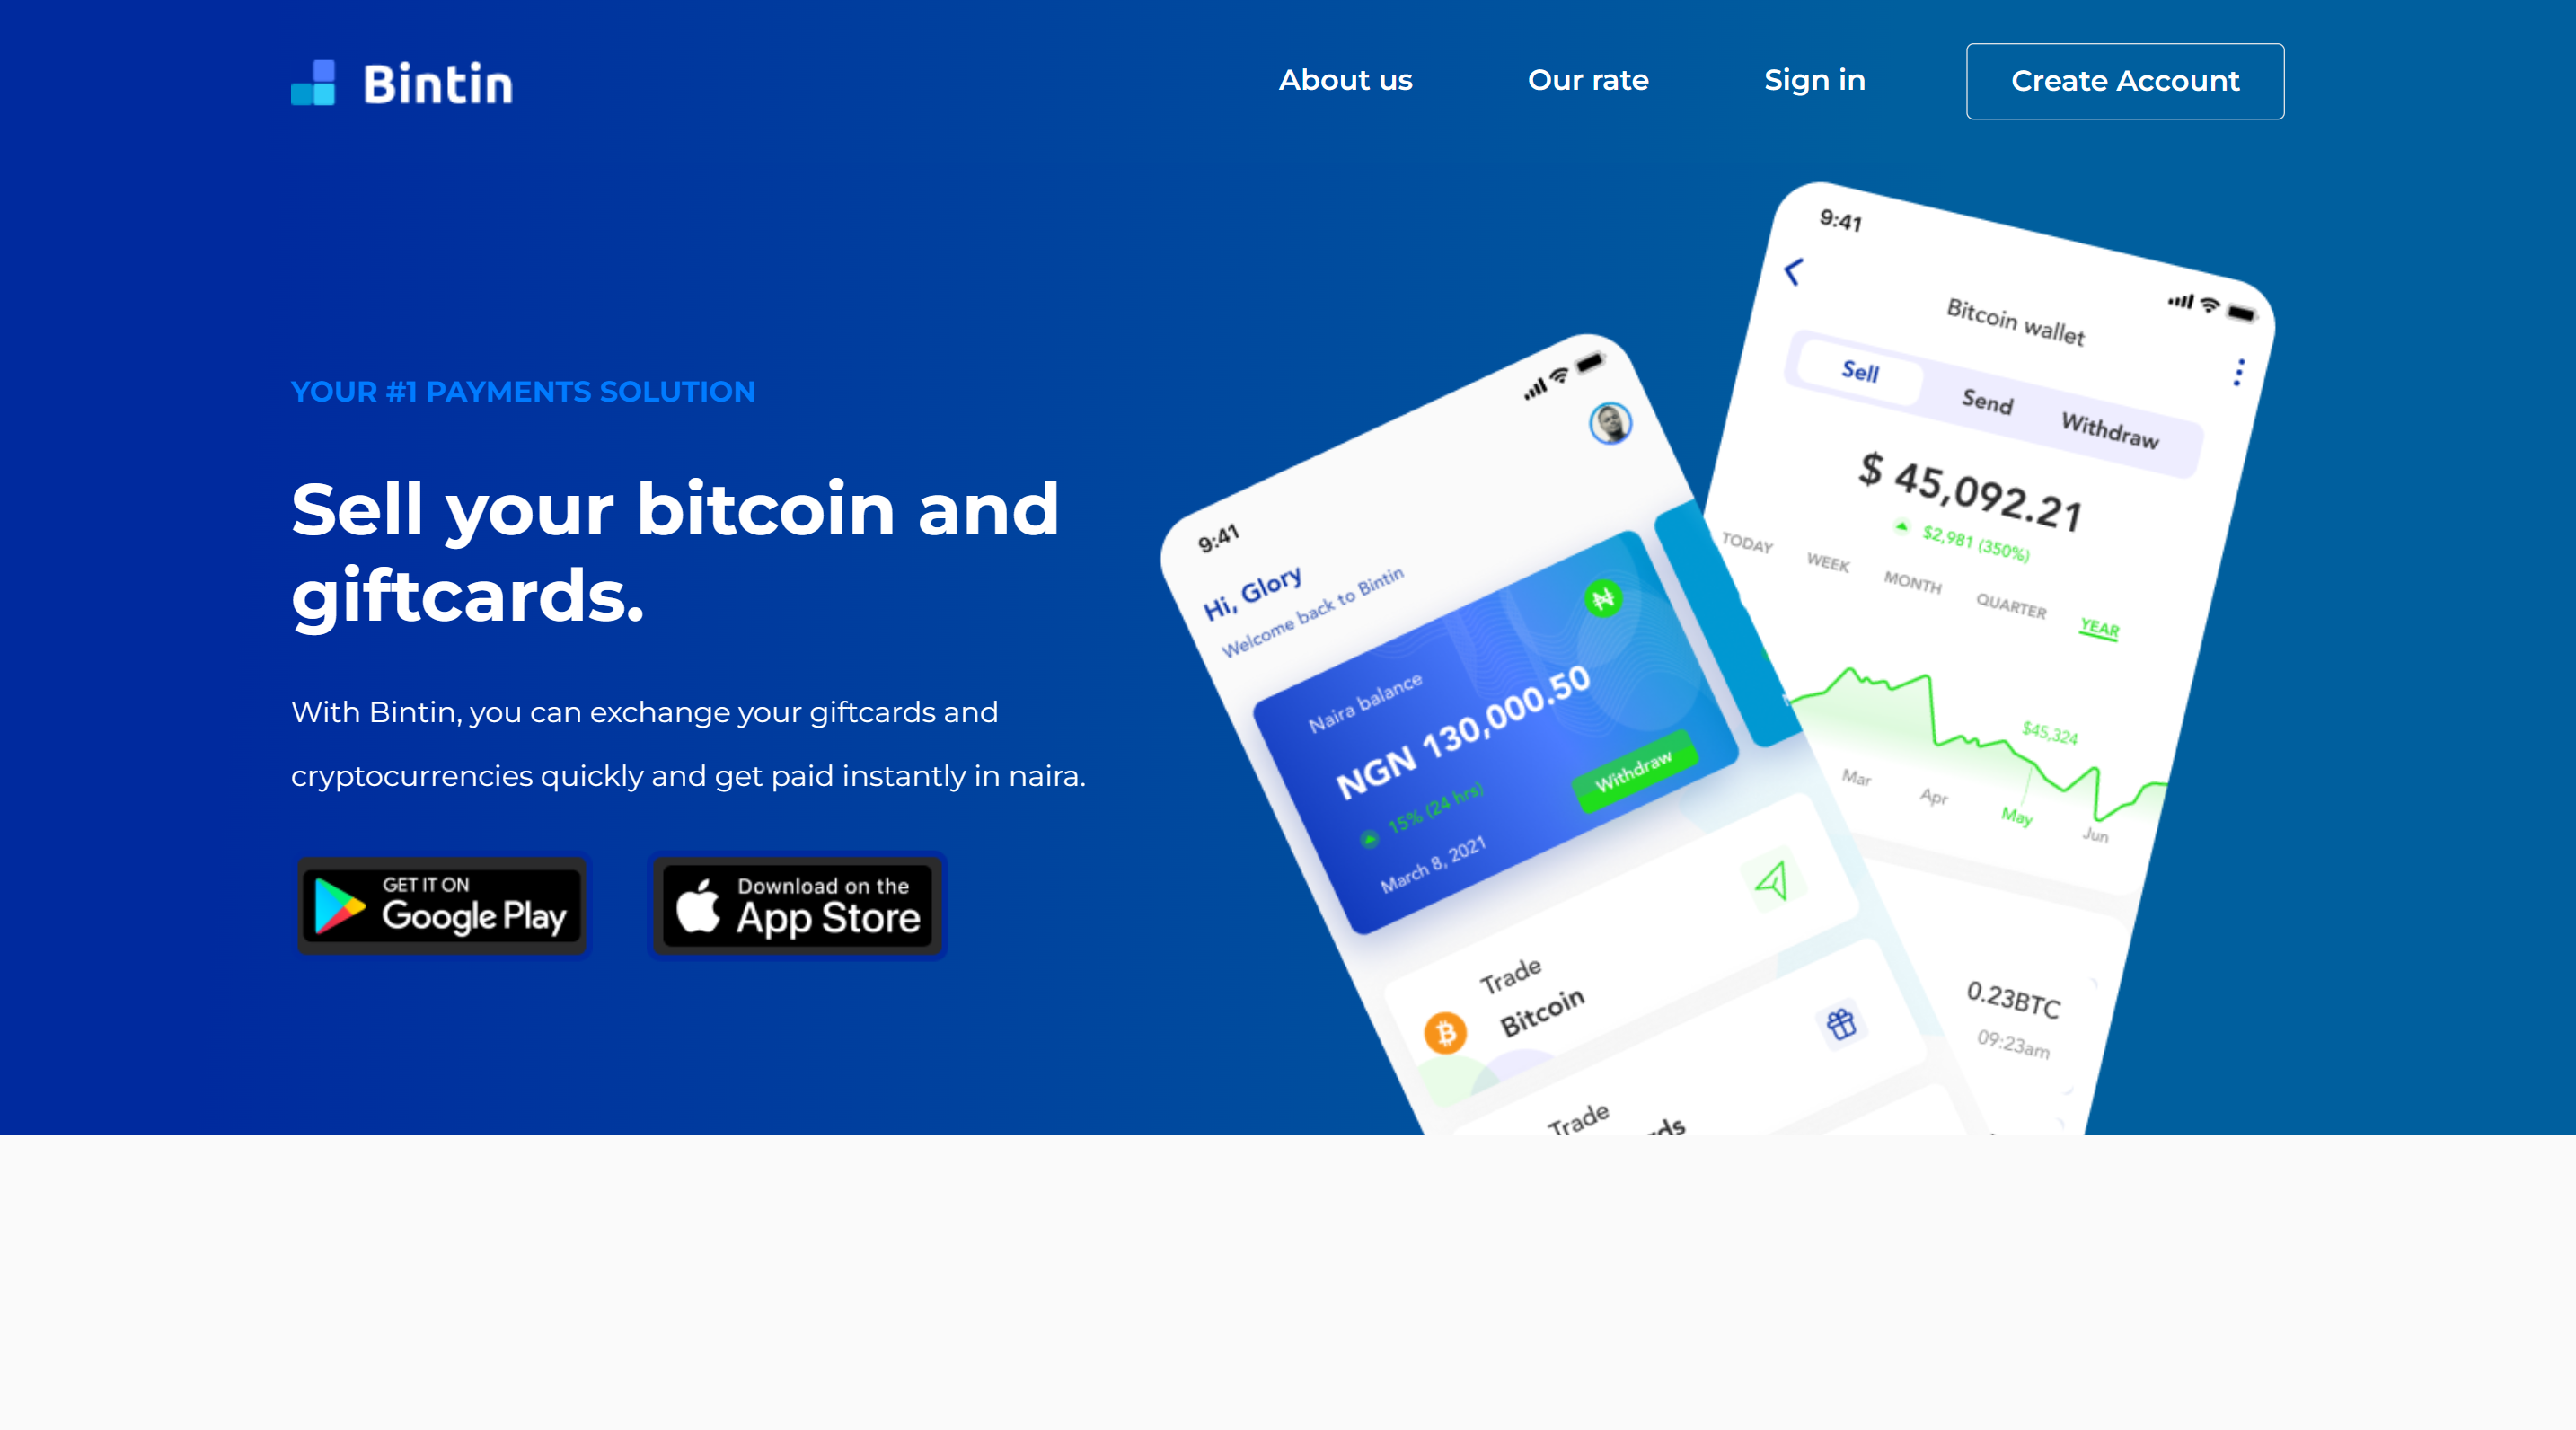 Bintin
About us
Our rate
Sign in
Create Account
YOUR #1 PAYMENTS SOLUTION
Sell your bitcoin and
giftcards.
With Bintin, you can exchange your giftcards and
cryptocurrencies quickly and get paid instantly in naira.
GET IT ON
Google Play
Download on the
App Store
9:41
Hi, Glory
Welcome back to Bintin
Naira balance
NGN 130,000.50
15% (24 hrs)
Withdraw
March 8, 2021
Trade
Bitcoin
Trade
9:41
Bitcoin wallet
Sell Send Withdraw
$ 45,092.21
$2,981 (350%)
TODAY WEEK MONTH QUARTER YEAR
$45,324
Mar Apr May Jun
0.23BTC
09:23am